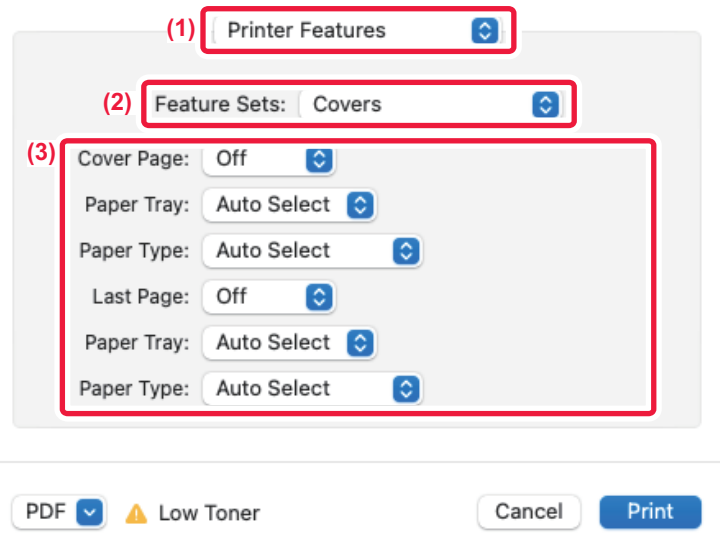 (1) Printer Features
(2) Feature Sets: Covers
(3)
Cover Page: Off
Paper Tray: Auto Select
Paper Type: Auto Select
Last Page: Off
Paper Tray: Auto Select
Paper Type: Auto Select
PDF Low Toner Cancel Print